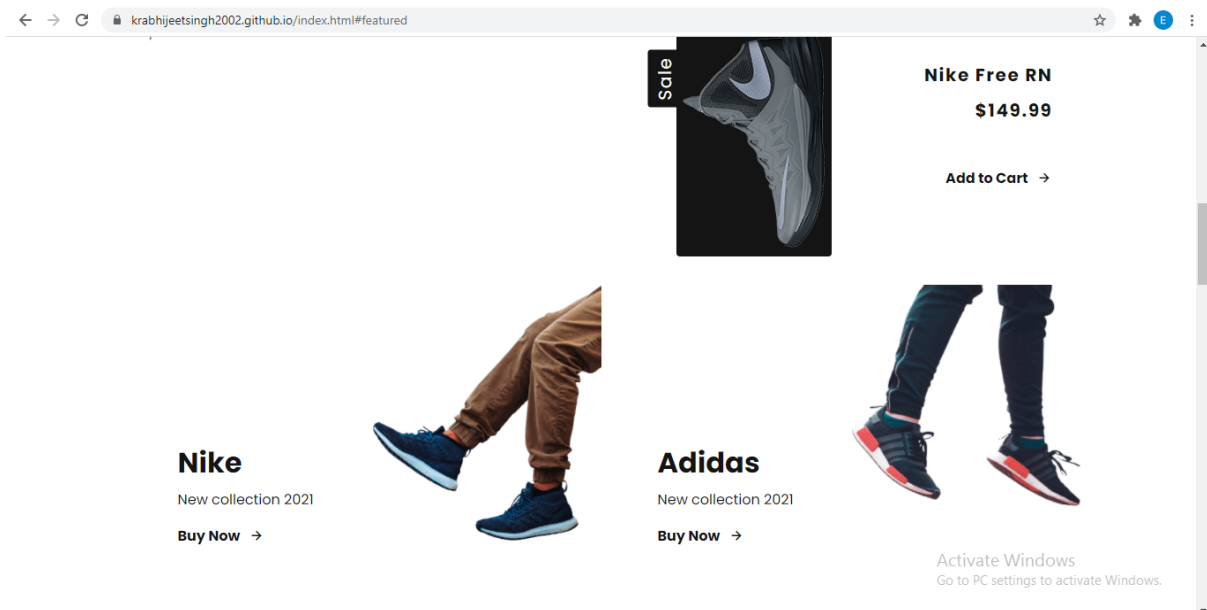 krabhijeetsingh2002.github.io/index.html#featured
E
Sale
Nike Free RN
$149.99
Add to Cart →
Nike
New collection 2021
Buy Now →
Adidas
New collection 2021
Buy Now →
Activate Windows
Go to PC settings to activate Windows.